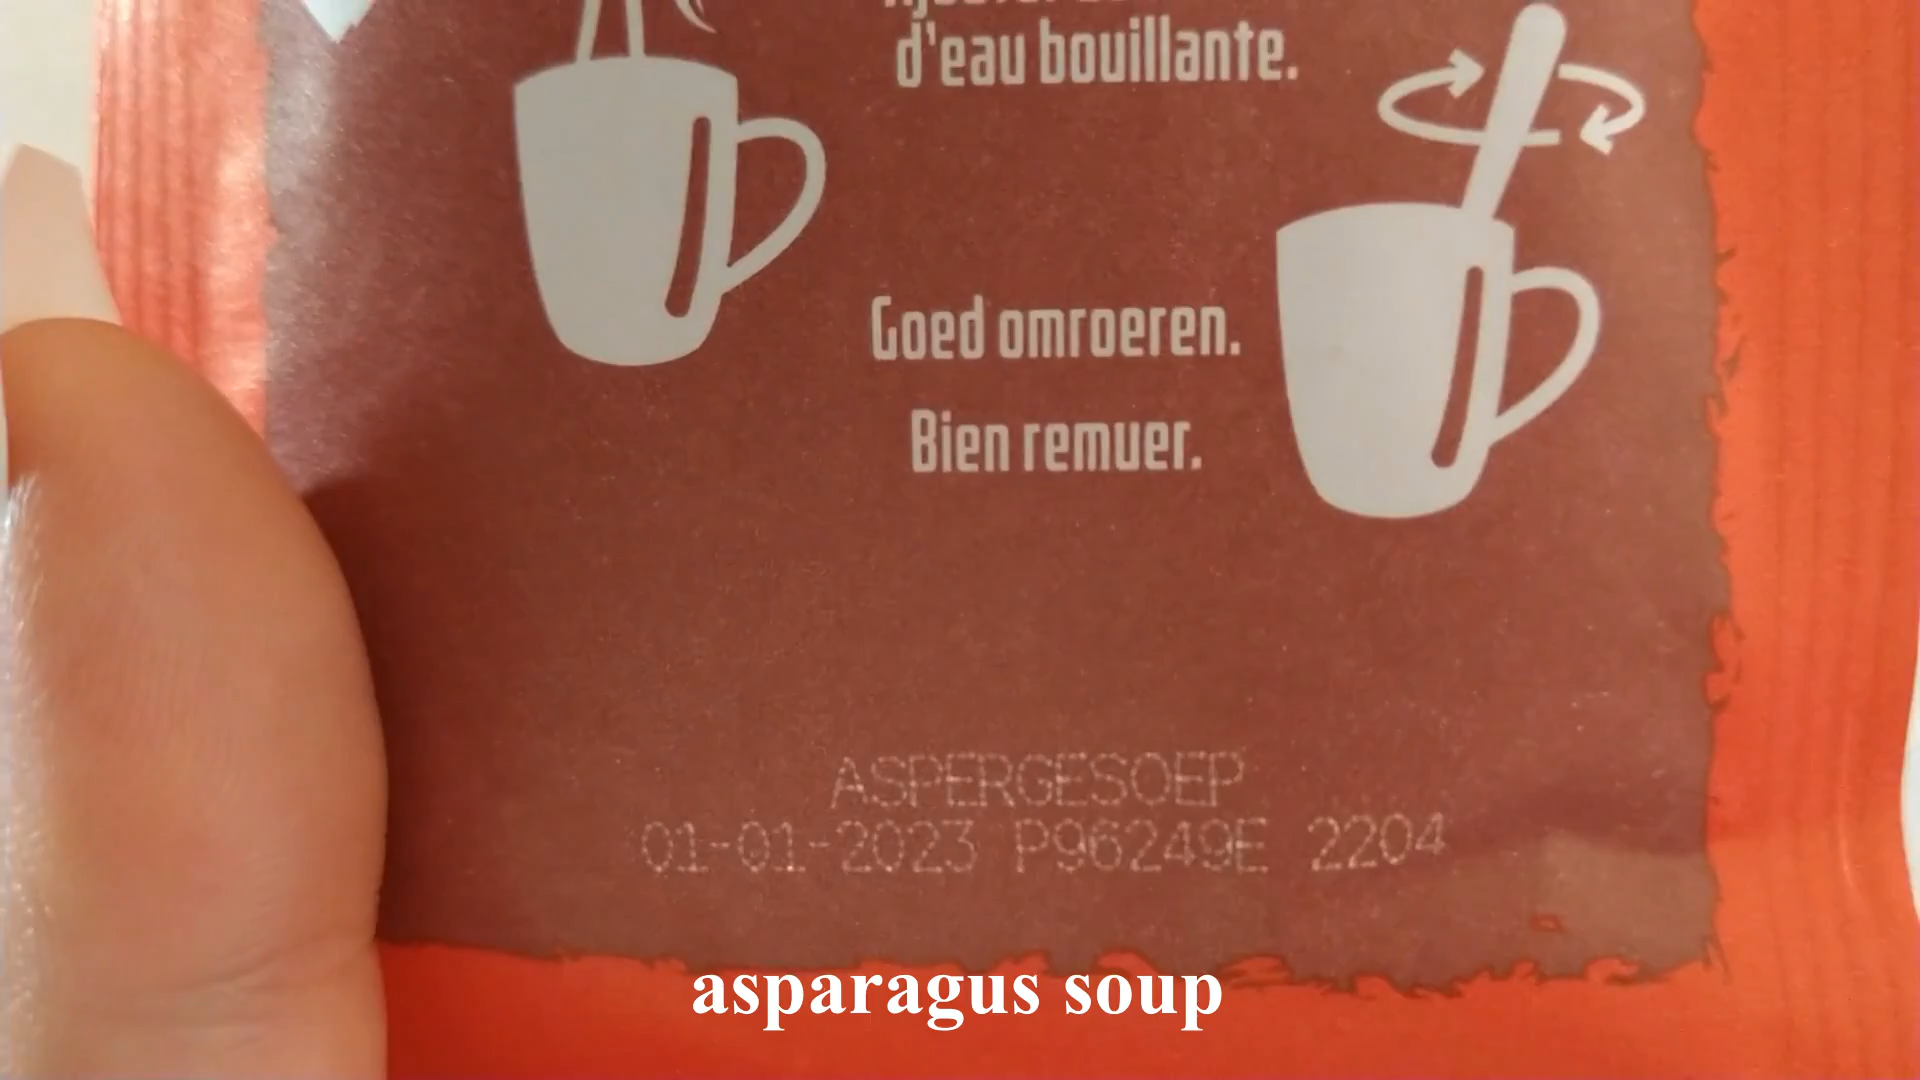 d'eau bouillante.
Goed omroeren.
Bien remuer.
ASPERGESOEP
01-01-2023 P96249E 2204
asparagus soup